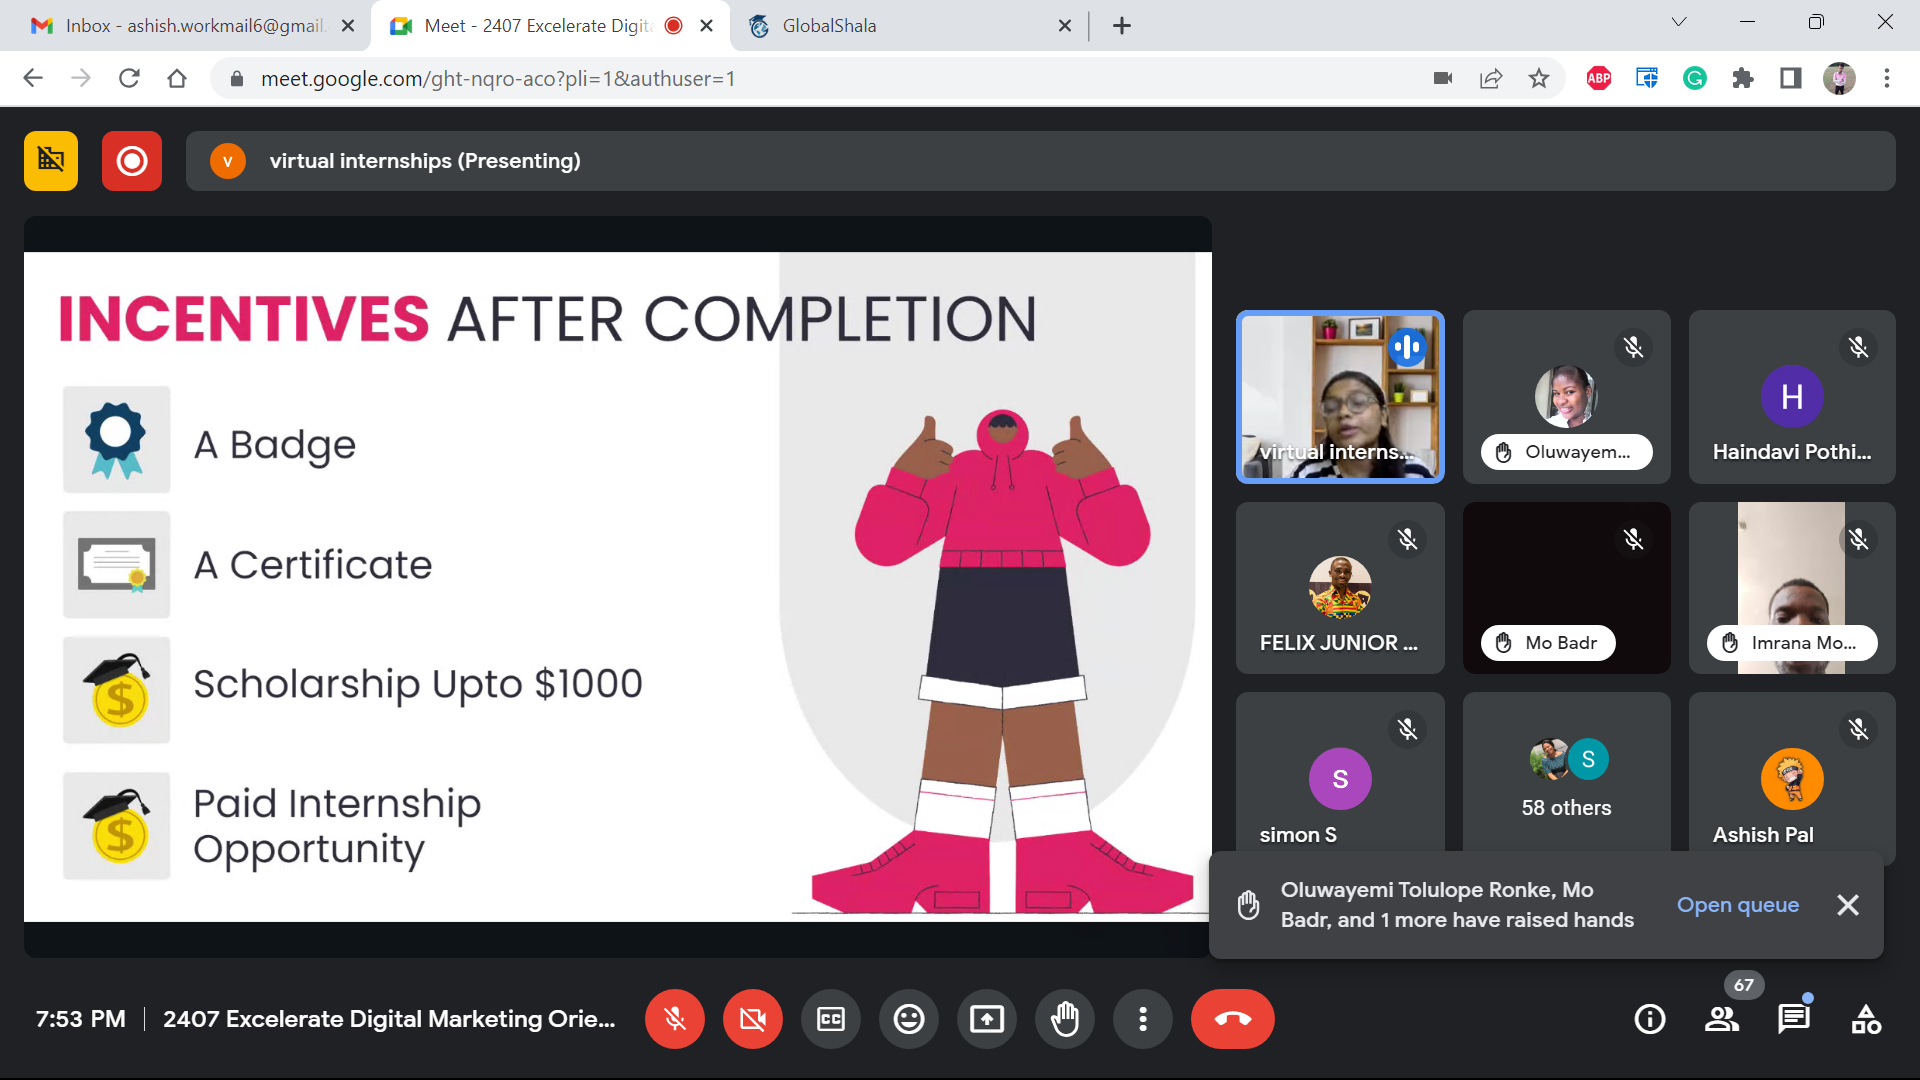 Inbox - ashish.workmail6@gmail.
Meet - 2407 Excelerate Digita
GlobalShala
meet.google.com/ght-nqro-aco?pli=1&authuser=1
ABP
G
v
virtual internships (Presenting)
INCENTIVES AFTER COMPLETION
A Badge
A Certificate
$
Scholarship Upto $1000
$
Paid Internship
Opportunity
virtual interns...
Oluwayem...
H
Haindavi Pothi...
FELIX JUNIOR ...
Mo Badr
Imrana Mo...
S
simon S
S
58 others
Ashish Pal
Oluwayemi Tolulope Ronke, Mo
Badr, and 1 more have raised hands
Open queue
7:53 PM
2407 Excelerate Digital Marketing Orie...
CC
67